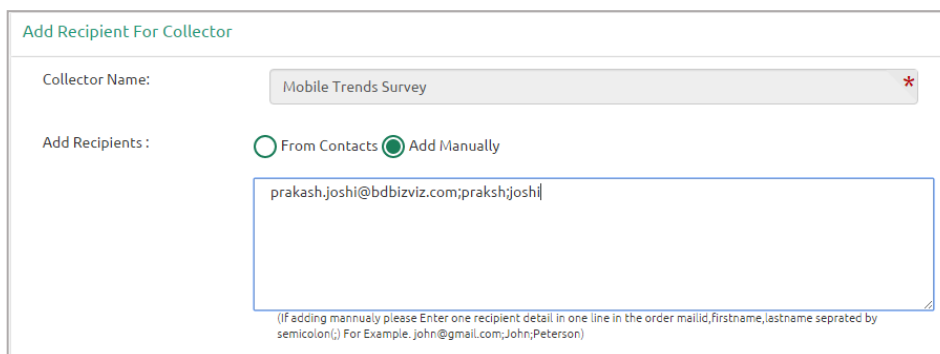 Add Recipient For Collector
Collector Name:
Mobile Trends Survey *
Add Recipients :
From Contacts Add Manually
prakash.joshi@bdbizviz.com;praksh;joshi
(If adding mannualy please Enter one recipient detail in one line in the order mailid,firstname,lastname seprated by
semicolon(;) For Example. john@gmail.com;John;Peterson)